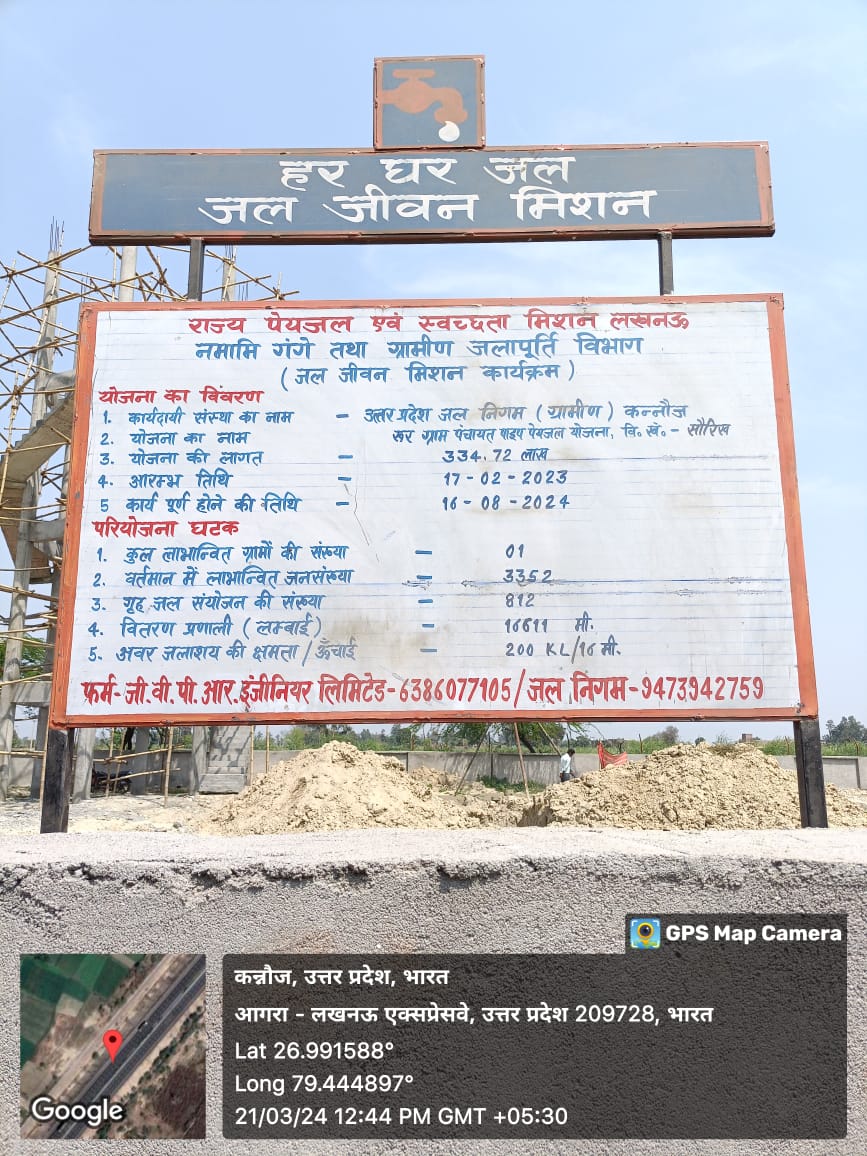 हर घर जल
जल जीवन मिशन
राज्य पेयजल एवं स्वच्छता मिशन लखनऊ
नमामि गंगे तथा ग्रामीण जलापूर्ति विभाग
( जल जीवन मिशन कार्यक्रम )
योजना का विवरण
1. कार्यदायी संस्था का नाम - उत्तर प्रदेश जल निगम ( ग्रामीण ) कन्नौज
2. योजना का नाम ग्राम पंचायत पाइप पेयजल योजना, वि॰ खं॰ - सौरिख
3. योजना की लागत - 334.72 लाख
4. आरम्भ तिथि - 17-02-2023
5 कार्य पूर्ण होने की तिथि - 16-08-2024
परियोजना घटक
1. कुल लाभान्वित ग्रामों की संख्या - 01
2. वर्तमान में लाभान्वित जनसंख्या - 3352
3. गृह जल संयोजन की संख्या - 812
4. वितरण प्रणाली ( लम्बाई ) - 16611 मी.
5. अवर जलाशय की क्षमता / ऊँचाई - 200 KL/16 मी.
फर्म- जी. वी. पी. आर. इंजीनियर लिमिटेड-6386077105/जल निगम-9473942759
GPS Map Camera
कन्नौज, उत्तर प्रदेश, भारत
आगरा - लखनऊ एक्सप्रेसवे, उत्तर प्रदेश 209728, भारत
Lat 26.991588°
Long 79.444897°
21/03/24 12:44 PM GMT +05:30
Google